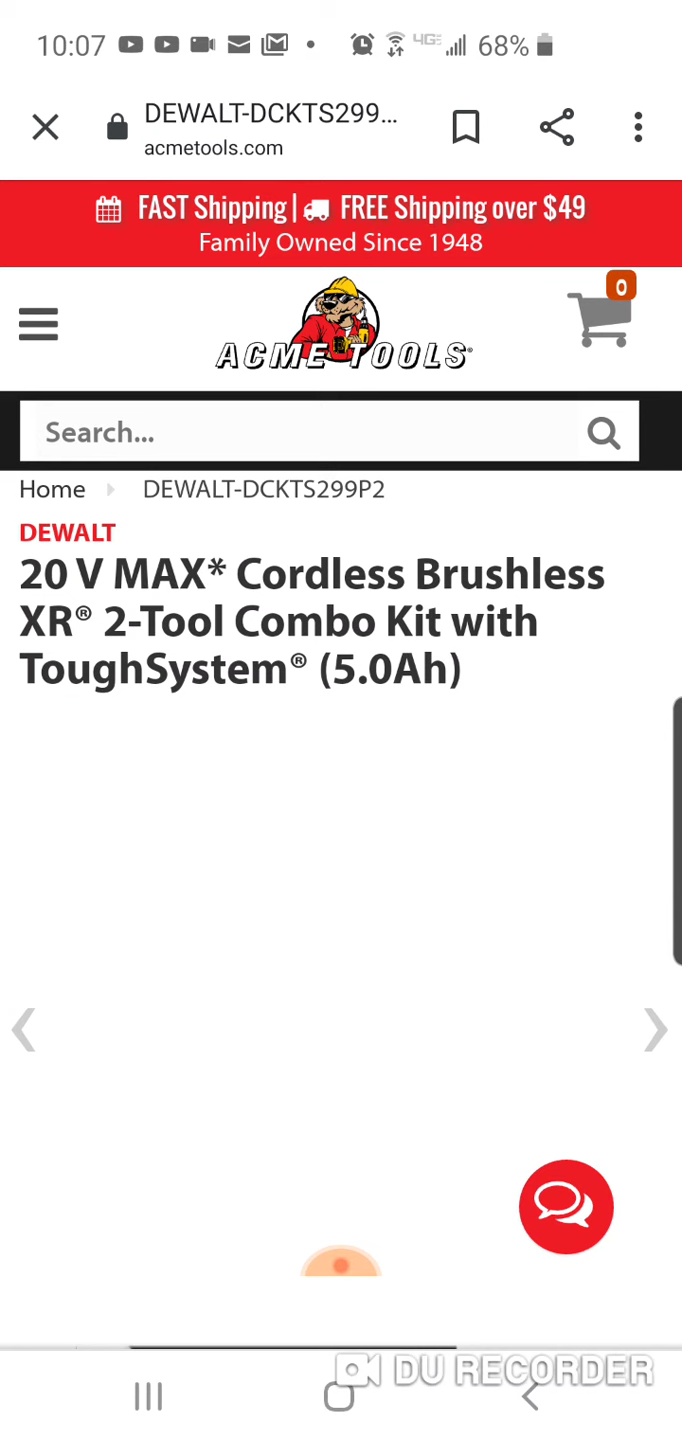 10:07 4GE 68%
DEWALT-DCKTS299...
acmetools.com
FAST Shipping | FREE Shipping over $49
Family Owned Since 1948
0
ACME TOOLS
Search...
Home DEWALT-DCKTS299P2
DEWALT
20 V MAX* Cordless Brushless
XR® 2-Tool Combo Kit with
ToughSystem® (5.0Ah)
DU RECORDER